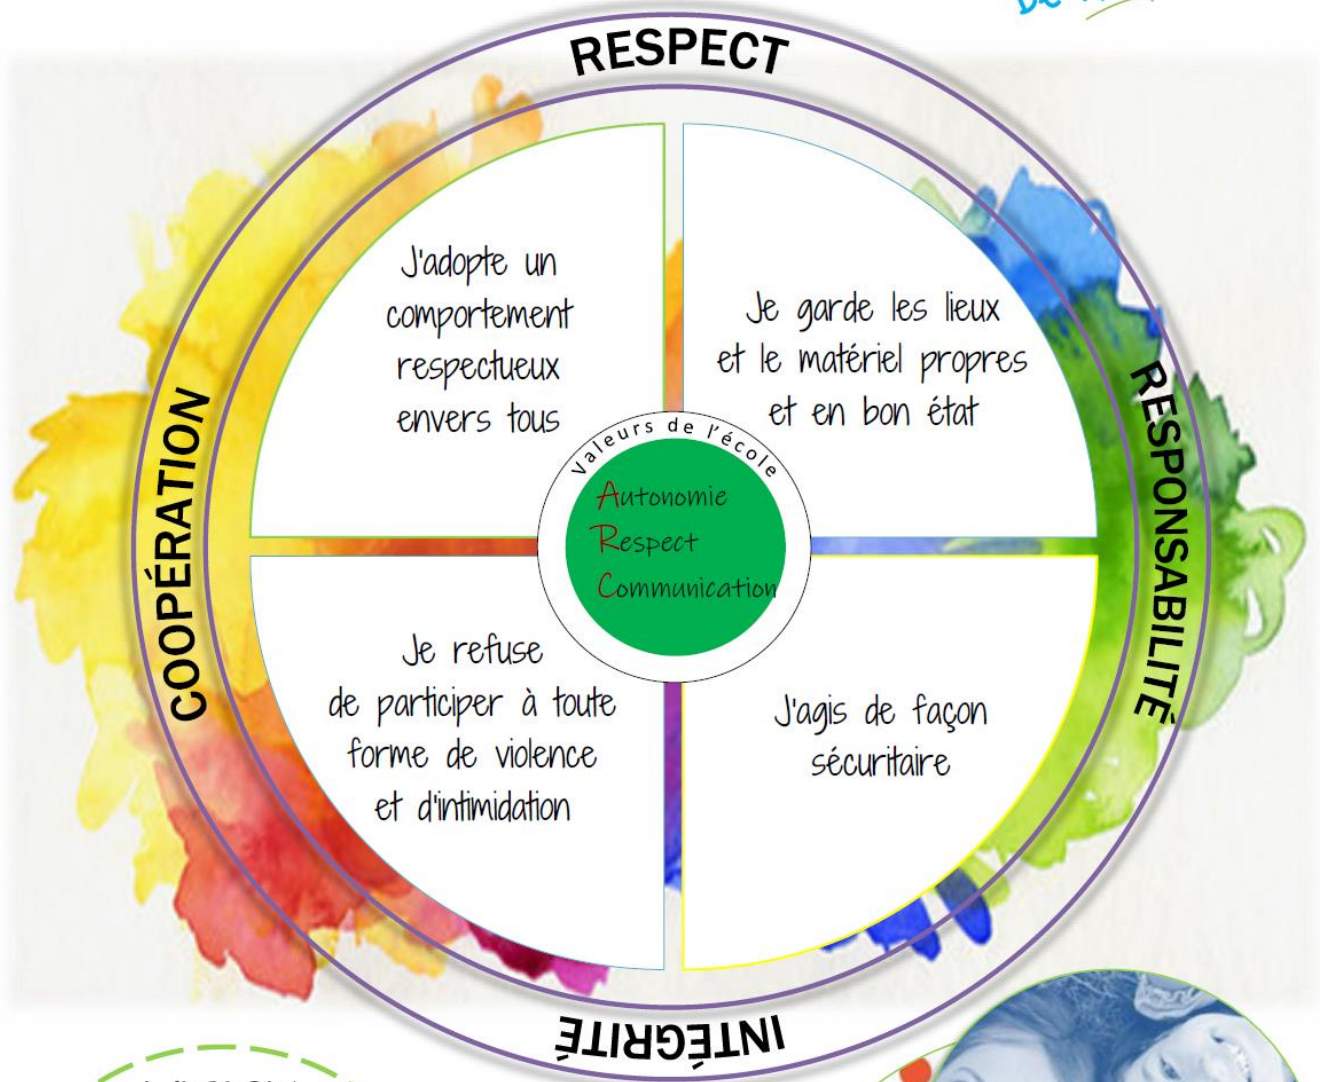 RESPECT
J'adopte un
comportement
respectueux
envers tous
Je garde les lieux
et le matériel propres
et en bon état
COOPÉRATION
RESPONSABILITÉ
Valeurs de l'école
Autonomie
Respect
Communication
Je refuse
de participer à toute
forme de violence
et d'intimidation
J'agis de façon
sécuritaire
INTÉGRITÉ